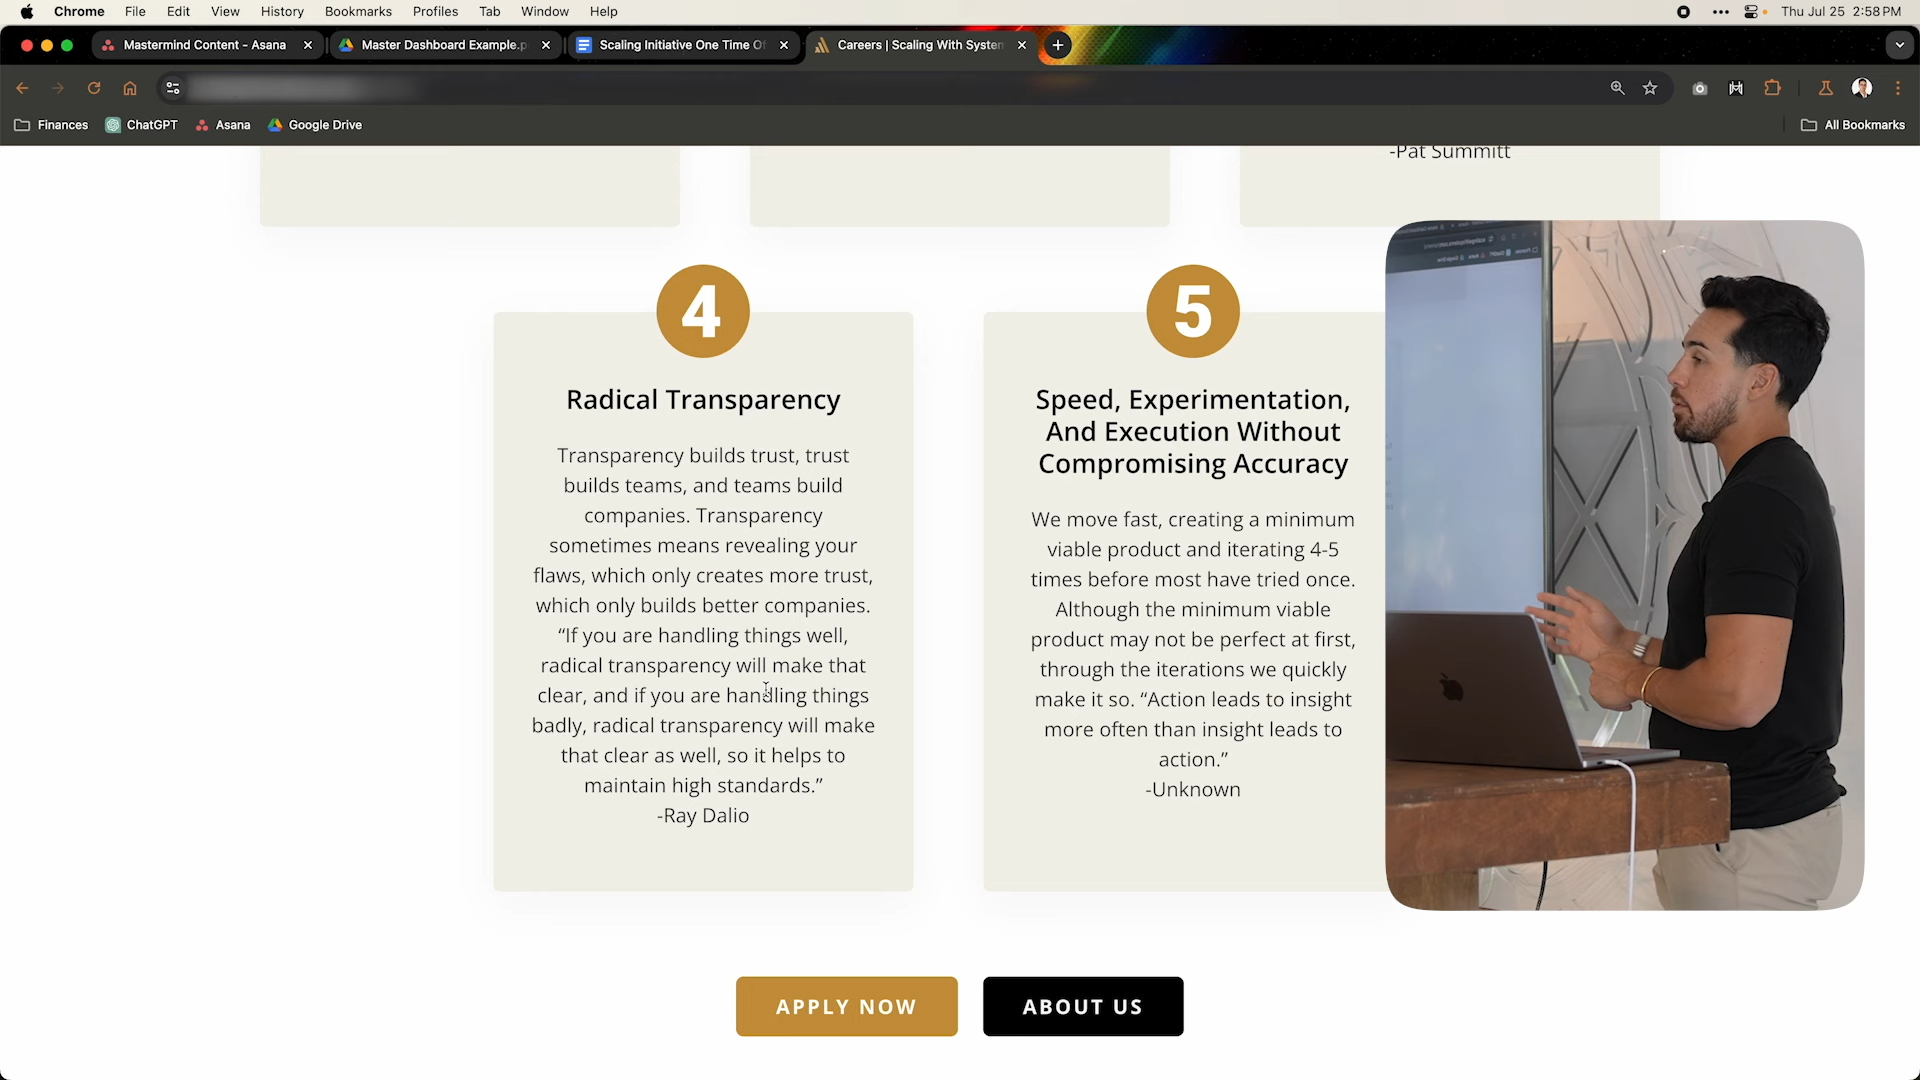 Chrome File Edit View History Bookmarks Profiles Tab Window Help Thu Jul 25 2:58 PM
Mastermind Content - Asana Master Dashboard Example.p Scaling Initiative One Time Of Careers | Scaling With System
Finances ChatGPT Asana Google Drive All Bookmarks
-Pat Summitt
4
Radical Transparency
Transparency builds trust, trust
builds teams, and teams build
companies. Transparency
sometimes means revealing your
flaws, which only creates more trust,
which only builds better companies.
“If you are handling things well,
radical transparency will make that
clear, and if you are handling things
badly, radical transparency will make
that clear as well, so it helps to
maintain high standards.”
-Ray Dalio
5
Speed, Experimentation,
And Execution Without
Compromising Accuracy
We move fast, creating a minimum
viable product and iterating 4-5
times before most have tried once.
Although the minimum viable
product may not be perfect at first,
through the iterations we quickly
make it so. “Action leads to insight
more often than insight leads to
action.”
-Unknown
APPLY NOW
ABOUT US